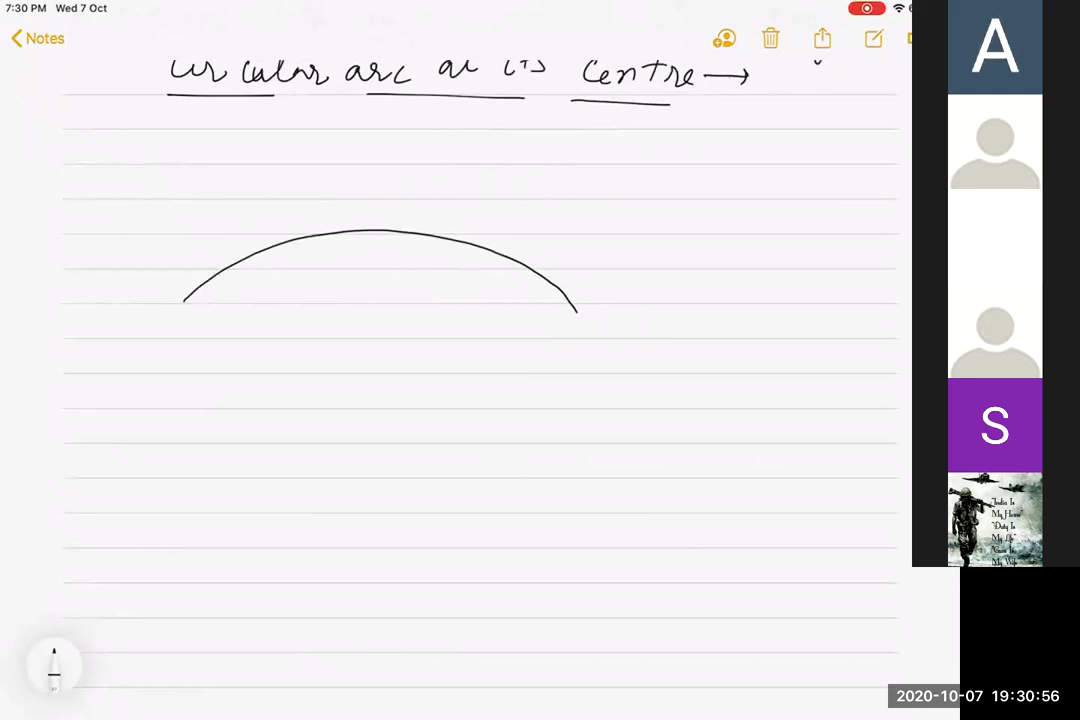 7:30 PM Wed 7 Oct
Notes
circular arc at its centre →
A
S
"India Is
My Home"
"Duty Is
My Life"
2020-10-07 19:30:56